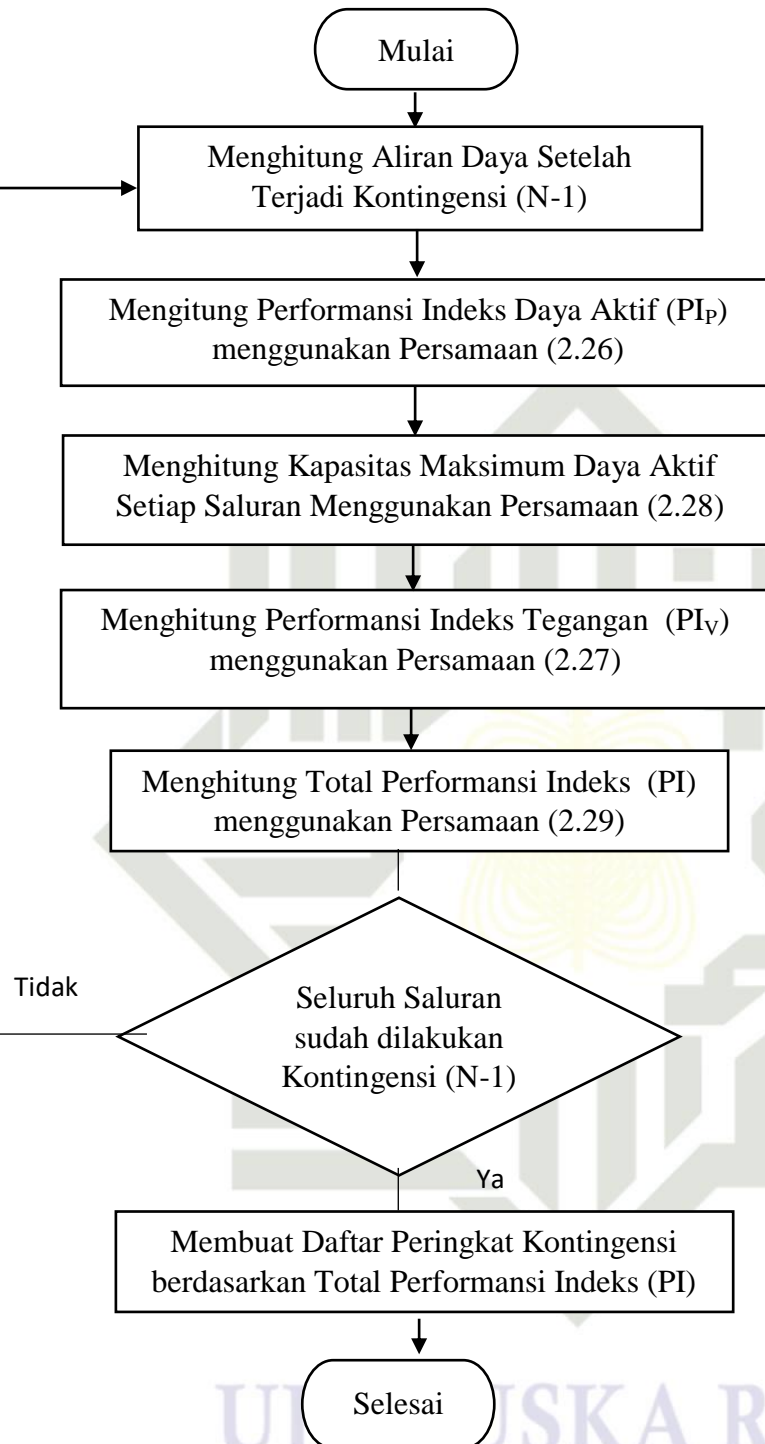 Mulai
Menghitung Aliran Daya Setelah
Terjadi Kontingensi (N-1)
Mengitung Performansi Indeks Daya Aktif (PIP)
menggunakan Persamaan (2.26)
Menghitung Kapasitas Maksimum Daya Aktif
Setiap Saluran Menggunakan Persamaan (2.28)
Menghitung Performansi Indeks Tegangan (PIV)
menggunakan Persamaan (2.27)
Menghitung Total Performansi Indeks (PI)
menggunakan Persamaan (2.29)
Tidak
Seluruh Saluran
sudah dilakukan
Kontingensi (N-1)
Ya
Membuat Daftar Peringkat Kontingensi
berdasarkan Total Performansi Indeks (PI)
Selesai